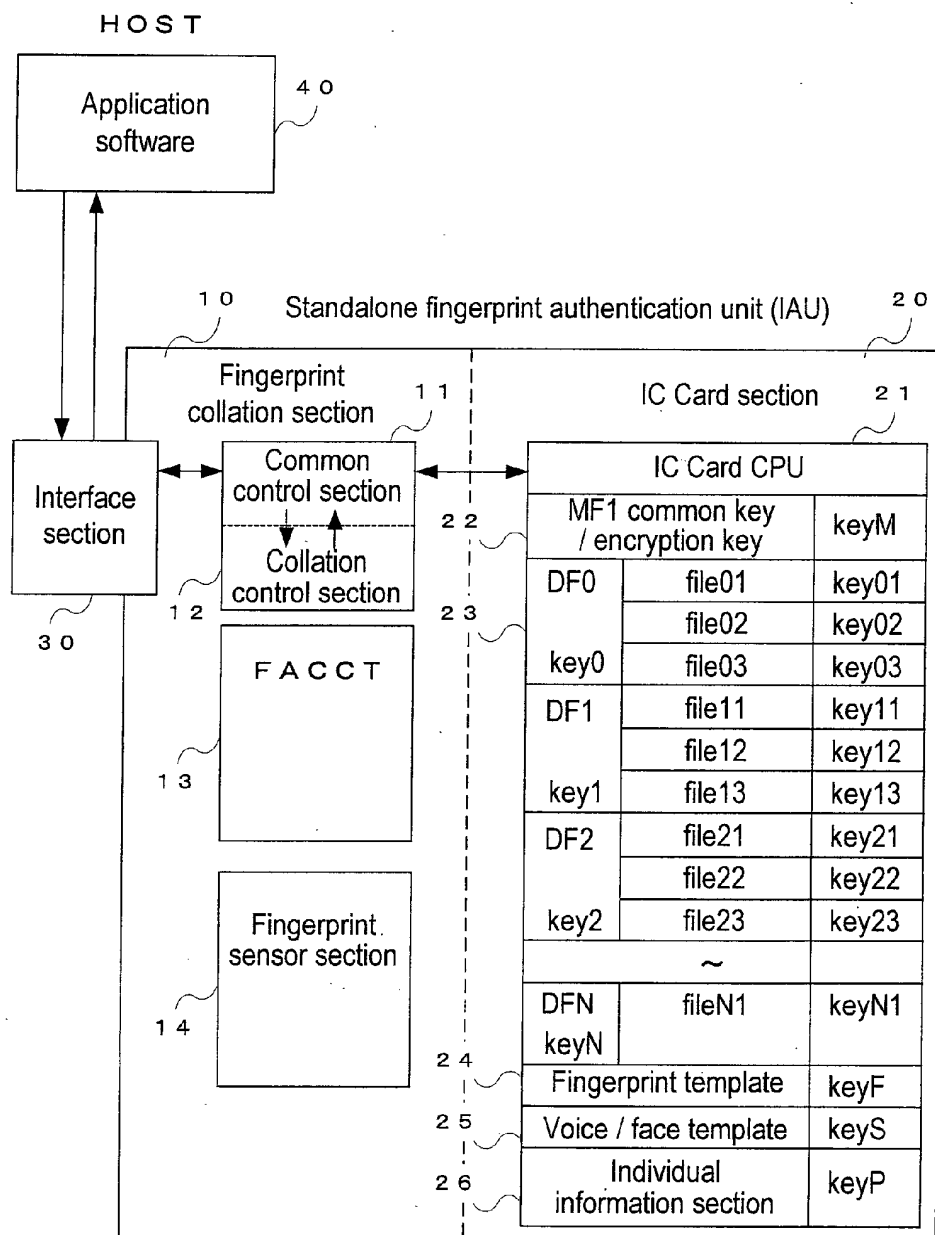 HOST
Application
software
40
10
Standalone fingerprint authentication unit (IAU)
20
Fingerprint
collation section
11
IC Card section
21
Interface
section
30
Common
control section
Collation
control section
12
FACCT
13
Fingerprint
sensor section
14
IC Card CPU
22
MF1 common key
/ encryption key
keyM
23
DF0
file01
key01
file02
key02
key0
file03
key03
DF1
file11
key11
file12
key12
key1
file13
key13
DF2
file21
key21
file22
key22
key2
file23
key23
~
DFN
fileN1
keyN1
keyN
24
Fingerprint template
keyF
25
Voice / face template
keyS
26
Individual
information section
keyP